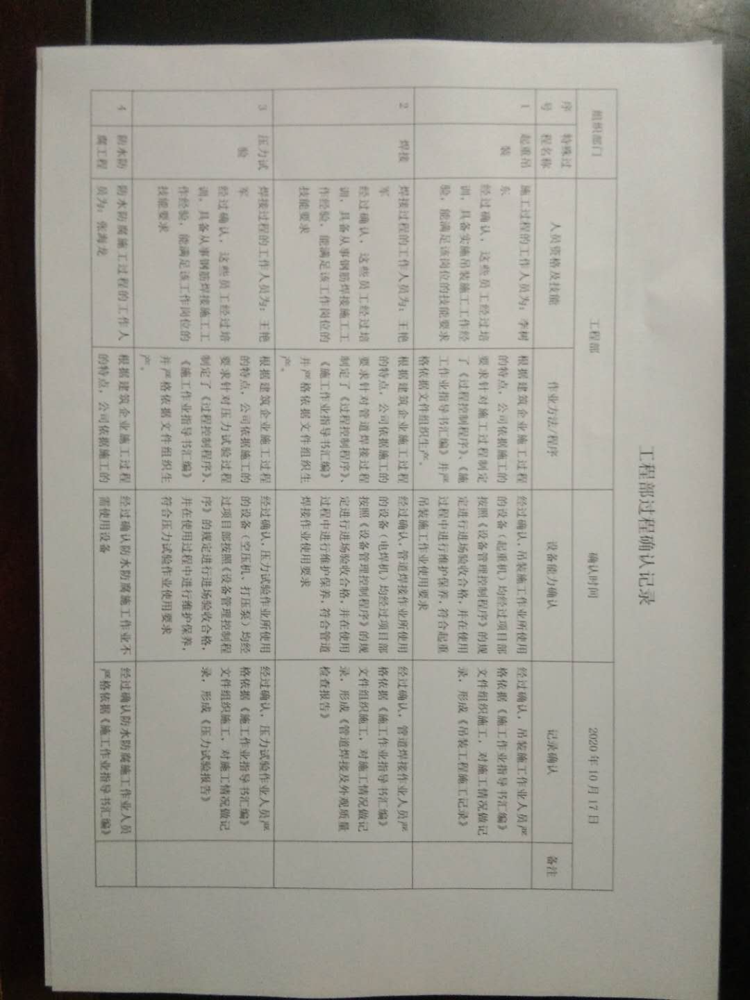 工程部过程确认记录
组织部门 工程部 确认时间 2020年10月17日
序号 特殊过程名称 人员资格及技能 作业方法/程序 设备能力确认 记录确认 备注
1
起重吊
装
施工过程的工作人员为：李树
东
经过确认，这些员工经过培
训，具备实施吊装施工工作经
验，能满足该岗位的技能要求
根据建筑企业施工过程
的特点，公司依据施工的
要求针对施工过程制定
了《过程控制程序》、《施
工作业指导书汇编》并严
格依据文件组织生产。
经过确认，吊装施工作业所使用
的设备（起重机）均经过项目部
按照《设备管理控制程序》的规
定进行进场验收合格，并在使用
过程中进行维护保养，符合起重
吊装施工作业使用要求
经过确认，吊装施工作业人员严
格依据《施工作业指导书汇编》
文件组织施工，对施工情况做记
录，形成《吊装工程施工记录》
2
焊接
焊接过程的工作人员为：王艳
军
经过确认，这些员工经过培
训，具备从事钢筋焊接施工工
作经验，能满足该工作岗位的
技能要求
根据建筑企业施工过程
的特点，公司依据施工的
要求针对管道焊接过程
制定了《过程控制程序》、
《施工作业指导书汇编》
并严格依据文件组织生
产。
经过确认，管道焊接作业所使用
的设备（电焊机）均经过项目部
按照《设备管理控制程序》的规
定进行进场验收合格，并在使用
过程中进行维护保养，符合管道
焊接作业使用要求
经过确认，管道焊接作业人员严
格依据《施工作业指导书汇编》
文件组织施工，对施工情况做记
录，形成《管道焊接及外观质量
检查报告》
3
压力试
验
焊接过程的工作人员为：王艳
军
经过确认，这些员工经过培
训，具备从事钢筋焊接施工工
作经验，能满足该工作岗位的
技能要求
根据建筑企业施工过程
的特点，公司依据施工的
要求针对压力试验过程
制定了《过程控制程序》、
《施工作业指导书汇编》
并严格依据文件组织生
产。
经过确认，压力试验作业所使用
的设备（空压机、打压泵）均经
过项目部按照《设备管理控制程
序》的规定进行进场验收合格，
并在使用过程中进行维护保养，
符合压力试验作业使用要求
经过确认，压力试验作业人员严
格依据《施工作业指导书汇编》
文件组织施工，对施工情况做记
录，形成《压力试验报告》
4
防水防
腐工程
防水防腐施工过程的工作人
员为：张海龙
根据建筑企业施工过程
的特点，公司依据施工的
经过确认防水防腐施工作业不
需使用设备
经过确认防水防腐施工作业人员
严格依据《施工作业指导书汇编》